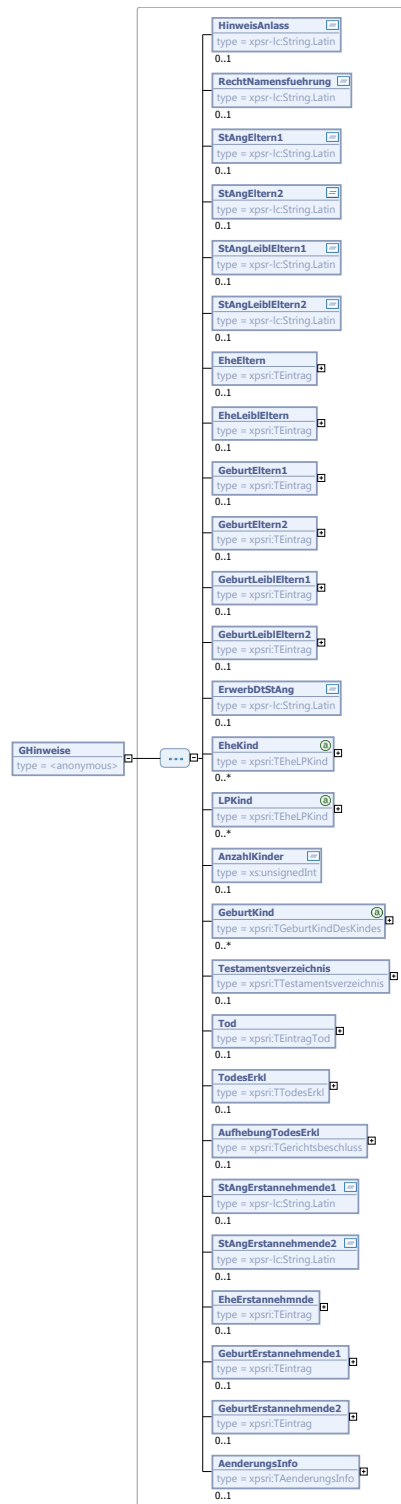 HinweisAnlass
type = xpsr-lc:String.Latin
0..1
RechtNamensfuehrung
type = xpsr-lc:String.Latin
0..1
StAngEltern1
type = xpsr-lc:String.Latin
0..1
StAngEltern2
type = xpsr-lc:String.Latin
0..1
StAngLeiblEltern1
type = xpsr-lc:String.Latin
0..1
StAngLeiblEltern2
type = xpsr-lc:String.Latin
0..1
EheEltern
type = xpsri:TEintrag
0..1
EheLeiblEltern
type = xpsri:TEintrag
0..1
GeburtEltern1
type = xpsri:TEintrag
0..1
GeburtEltern2
type = xpsri:TEintrag
0..1
GeburtLeiblEltern1
type = xpsri:TEintrag
0..1
GeburtLeiblEltern2
type = xpsri:TEintrag
0..1
ErwerbDtStAng
type = xpsr-lc:String.Latin
0..1
GHinweise
type = <anonymous>
EheKind a
type = xpsri:TEheLPKind
0..*
LPKind a
type = xpsri:TEheLPKind
0..*
AnzahlKinder
type = xs:unsignedInt
0..1
GeburtKind a
type = xpsri:TGeburtKindDesKindes
0..*
Testamentsverzeichnis
type = xpsri:TTestamentsverzeichnis
0..1
Tod
type = xpsri:TEintragTod
0..1
TodesErkl
type = xpsri:TTodesErkl
0..1
AufhebungTodesErkl
type = xpsri:TGerichtsbeschluss
0..1
StAngErstannehmende1
type = xpsr-lc:String.Latin
0..1
StAngErstannehmende2
type = xpsr-lc:String.Latin
0..1
EheErstannehmnde
type = xpsri:TEintrag
0..1
GeburtErstannehmende1
type = xpsri:TEintrag
0..1
GeburtErstannehmende2
type = xpsri:TEintrag
0..1
AenderungsInfo
type = xpsri:TAenderungsInfo
0..1